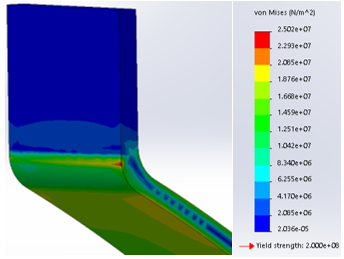 von Mises (N/m^2)
2.502e+07
2.293e+07
2.085e+07
1.876e+07
1.668e+07
1.459e+07
1.251e+07
1.042e+07
8.340e+06
6.255e+06
4.170e+06
2.085e+06
2.036e-05
Yield strength: 2.000e+08